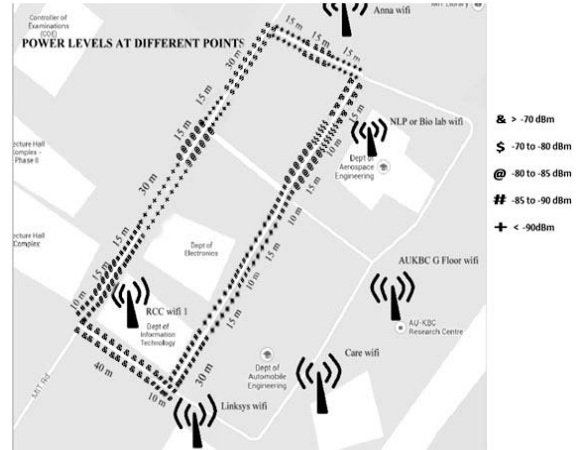 Controller of
Examinations
(COE)
POWER LEVELS AT DIFFERENT POINTS
Anna wifi
15 m
15 m
15 m
30 m
15 m
15 m
30 m
15 m
15 m
10 m
NLP or Bio lab wifi
Dept of
Aerospace
Engineering
15 m
10 m
15 m
10 m
15 m
10 m
15 m
30 m
ecture Hall
Complex -
Phase II
ecture Hall
Complex
Dept of
Electronics
RCC wifi 1
Dept of
Information
Technology
40 m
10 m
MIT Rd
AUKBC G Floor wifi
AU-KBC
Research Centre
Care wifi
Dept of
Automobile
Engineering
Linksys wifi
& > -70 dBm
$ -70 to -80 dBm
@ -80 to -85 dBm
# -85 to -90 dBm
+ < -90dBm